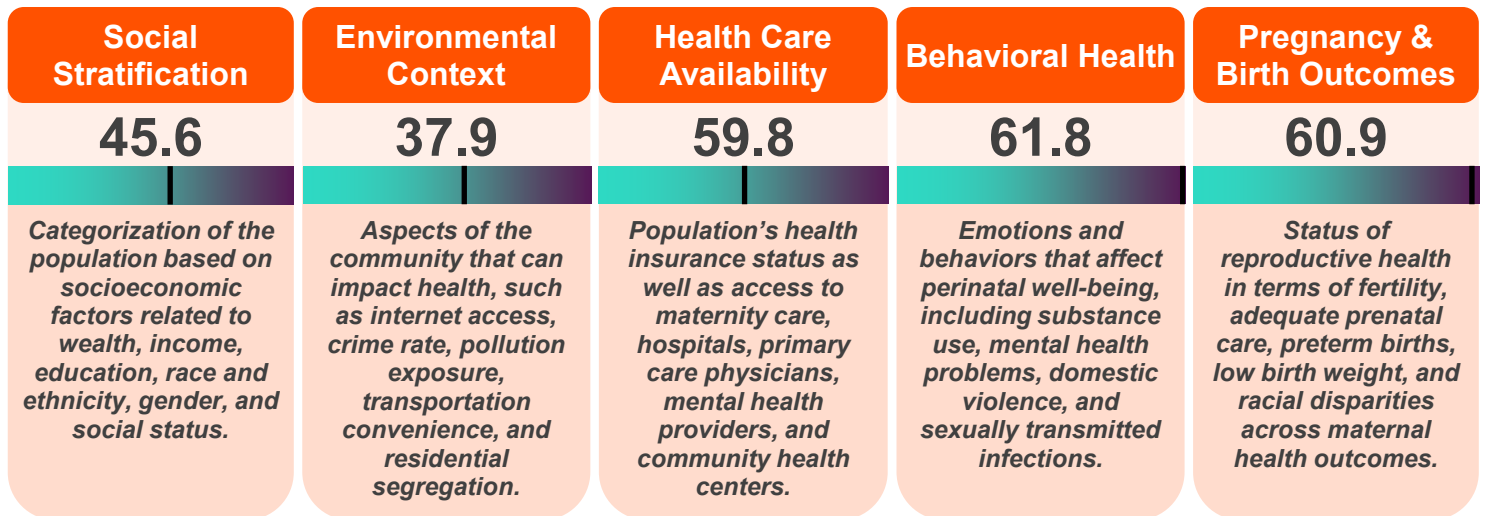 Social
Stratification
45.6
Categorization of the
population based on
socioeconomic
factors related to
wealth, income,
education, race and
ethnicity, gender, and
social status.
Environmental
Context
37.9
Aspects of the
community that can
impact health, such
as internet access,
crime rate, pollution
exposure,
transportation
convenience, and
residential
segregation.
Health Care
Availability
59.8
Population's health
insurance status as
well as access to
maternity care,
hospitals, primary
care physicians,
mental health
providers, and
community health
centers.
Behavioral Health
61.8
Emotions and
behaviors that affect
perinatal well-being,
including substance
use, mental health
problems, domestic
violence, and
sexually transmitted
infections.
Pregnancy &
Birth Outcomes
60.9
Status of
reproductive health
in terms of fertility,
adequate prenatal
care, preterm births,
low birth weight, and
racial disparities
across maternal
health outcomes.